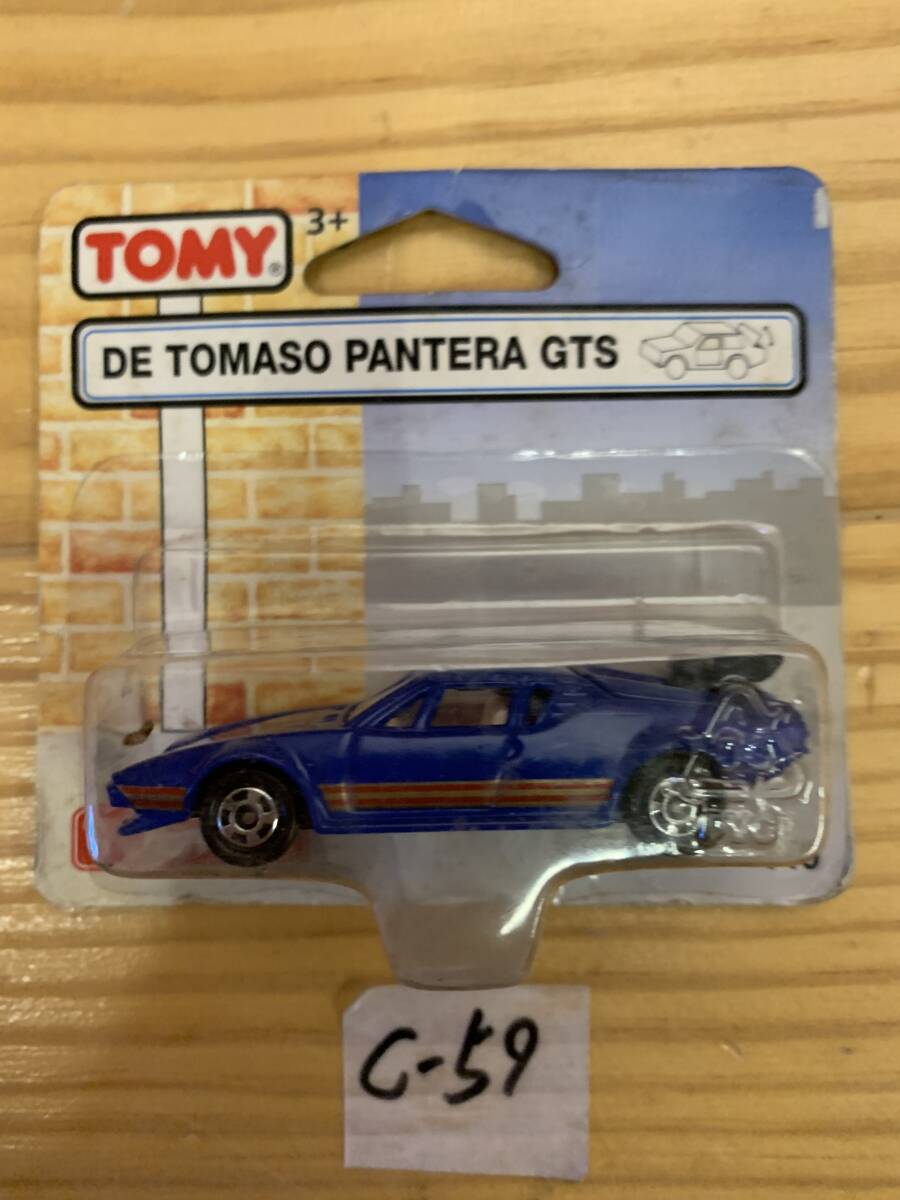 TOMY®
3+
DE TOMASO PANTERA GTS
C-59